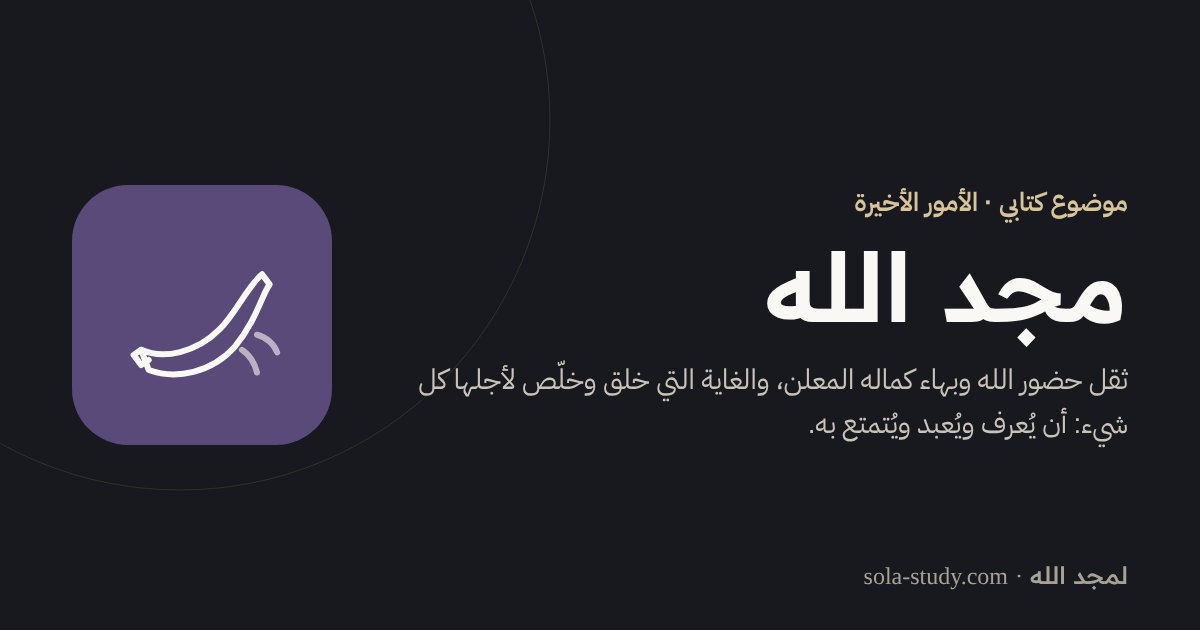 موضوع كتابي · الأمور الأخيرة
مجد الله
ثقل حضور الله وبهاء كماله المعلن، والغاية التي خلق وخلّص لأجلها كل
شيء: أن يُعرف ويُعبد ويُتمتع به.
لمجد الله · sola-study.com